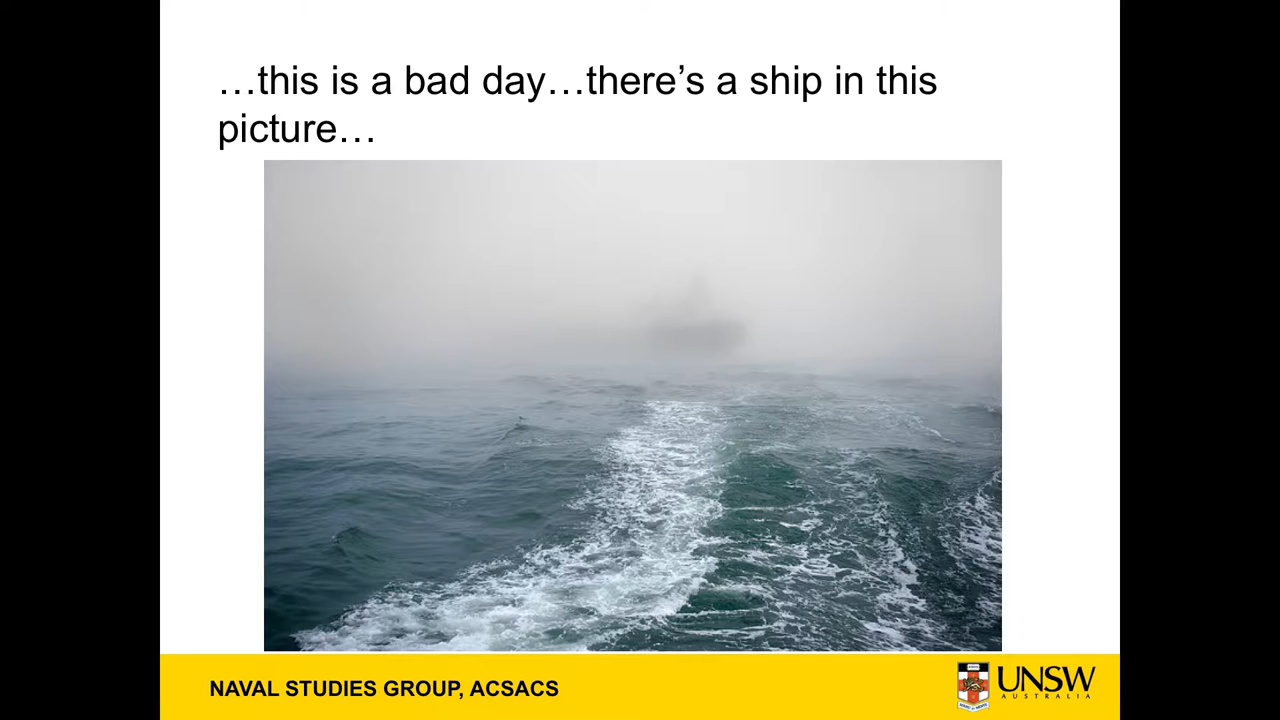 …this is a bad day…there’s a ship in this
picture…
NAVAL STUDIES GROUP, ACSACS
UNSW
AUSTRALIA